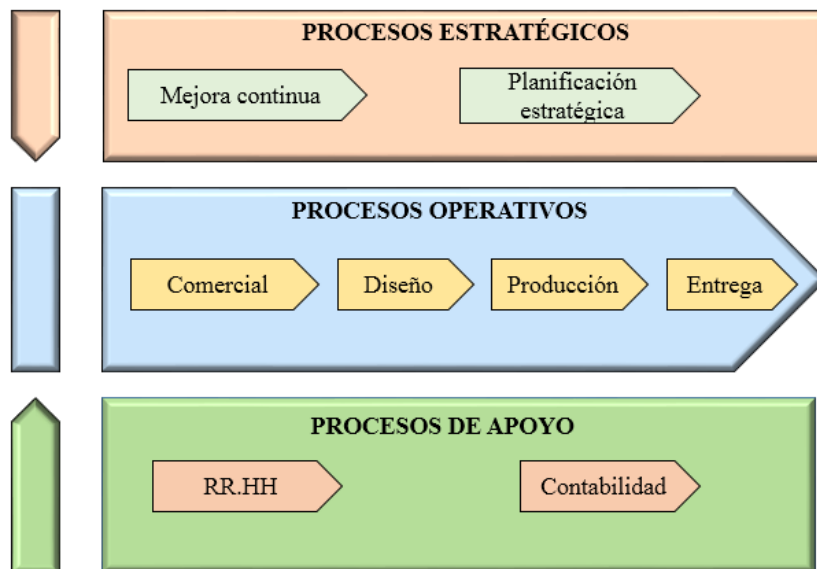 PROCESOS ESTRATÉGICOS
Mejora continua
Planificación
estratégica
PROCESOS OPERATIVOS
Comercial
Diseño
Producción
Entrega
PROCESOS DE APOYO
RR.HH
Contabilidad